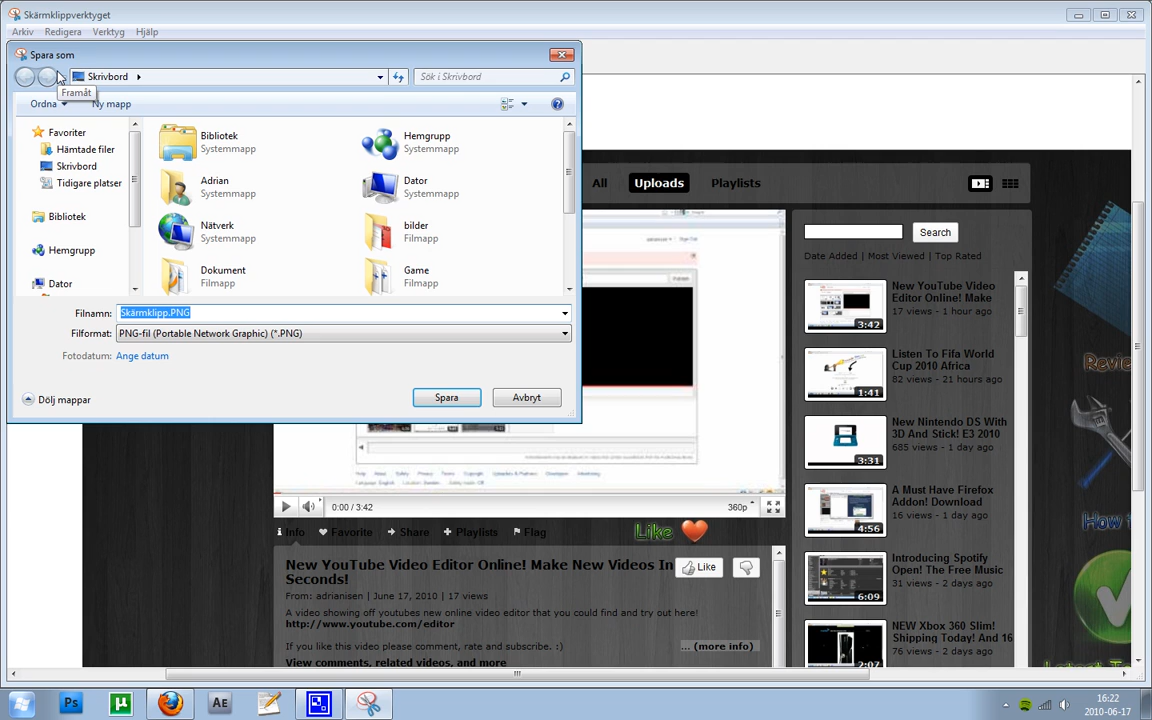 Skärmklippverktyget
Arkiv Redigera Verktyg Hjälp
Spara som
Skrivbord
Sök i Skrivbord
Framåt
Ordna Ny mapp
Favoriter
Hämtade filer
Skrivbord
Tidigare platser
Bibliotek
Hemgrupp
Dator
Bibliotek
Systemmapp
Hemgrupp
Systemmapp
Adrian
Systemmapp
Dator
Systemmapp
Nätverk
Systemmapp
bilder
Filmapp
Dokument
Filmapp
Game
Filmapp
Filnamn: Skärmklipp.PNG
Filformat: PNG-fil (Portable Network Graphic) (*.PNG)
Fotodatum: Ange datum
Dölj mappar
Spara Avbryt
All Uploads Playlists
Search
Date Added | Most Viewed | Top Rated
New YouTube Video
Editor Online! Make
17 views - 1 hour ago
3:42
Listen To Fifa World
Cup 2010 Africa
82 views - 21 hours ago
1:41
New Nintendo DS With
3D And Stick! E3 2010
685 views - 1 day ago
3:31
A Must Have Firefox
Addon! Download
16 views - 1 day ago
4:56
Introducing Spotify
Open! The Free Music
31 views - 2 days ago
6:09
NEW Xbox 360 Slim!
Shipping Today! And 16
76 views - 2 days ago
2:07
0:00 / 3:42
360p
Info Favorite Share Playlists Flag
Like
New YouTube Video Editor Online! Make New Videos In
Seconds!
Like
From: adrianisen | June 17, 2010 | 17 views
A video showing off youtubes new online video editor that you could find and try out here!
http://www.youtube.com/editor
If you like this video please comment, rate and subscribe. :)
... (more info)
View comments, related videos, and more
Ps
µ
Ae
16:22
2010-06-17